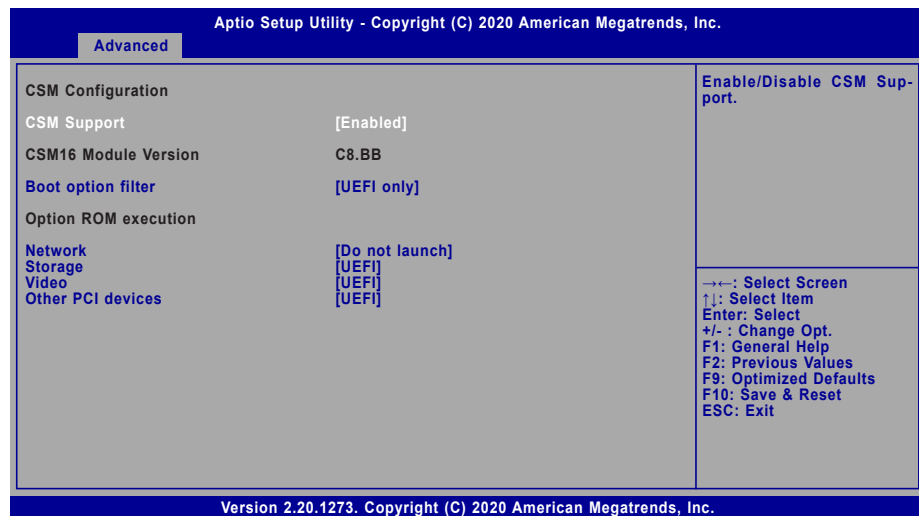 Aptio Setup Utility - Copyright (C) 2020 American Megatrends, Inc.
Advanced
CSM Configuration
CSM Support [Enabled]
CSM16 Module Version C8.BB
Boot option filter [UEFI only]
Option ROM execution
Network [Do not launch]
Storage [UEFI]
Video [UEFI]
Other PCI devices [UEFI]
Enable/Disable CSM Sup-
port.
→←: Select Screen
↑↓: Select Item
Enter: Select
+/- : Change Opt.
F1: General Help
F2: Previous Values
F9: Optimized Defaults
F10: Save & Reset
ESC: Exit
Version 2.20.1273. Copyright (C) 2020 American Megatrends, Inc.